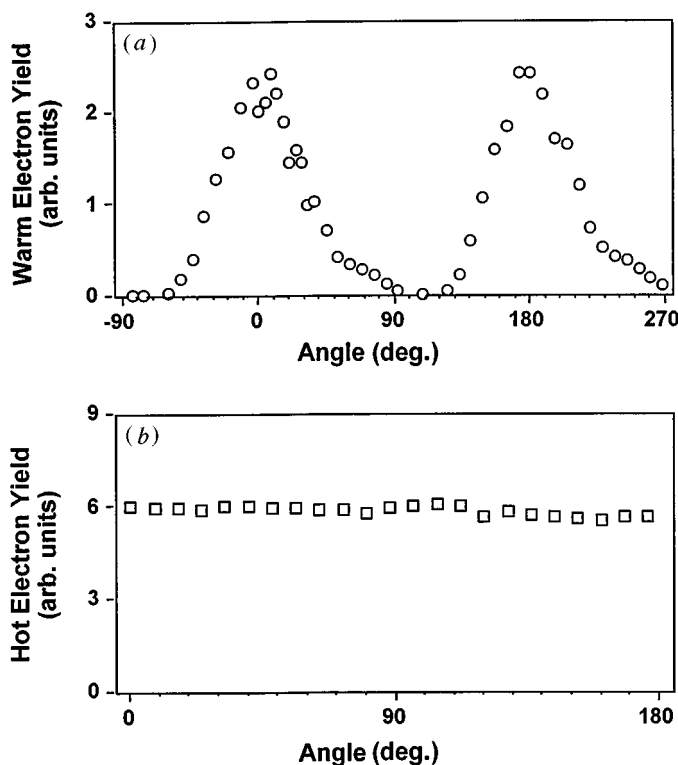 (a)
Warm Electron Yield
(arb. units)
3
2
1
0
-90
0
90
180
270
Angle (deg.)
(b)
Hot Electron Yield
(arb. units)
9
6
3
0
0
90
180
Angle (deg.)